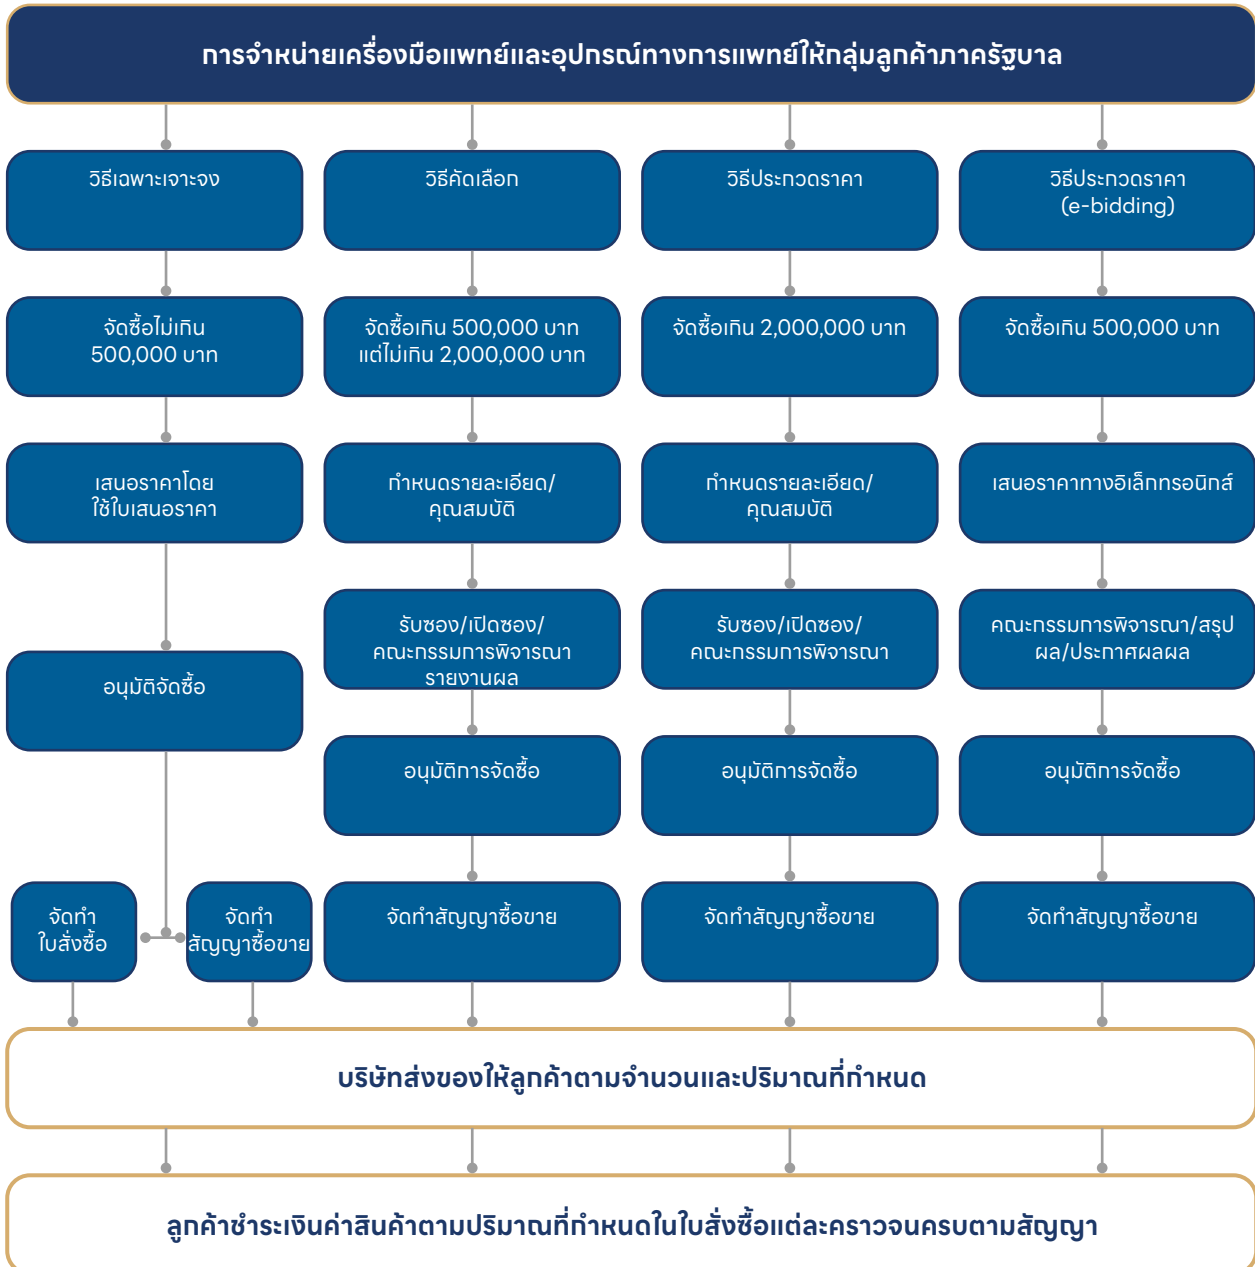 การจำหน่ายเครื่องมือแพทย์และอุปกรณ์ทางการแพทย์ให้กลุ่มลูกค้าภาครัฐบาล
วิธีเฉพาะเจาะจง
วิธีคัดเลือก
วิธีประกวดราคา
วิธีประกวดราคา
(e-bidding)
จัดซื้อไม่เกิน
500,000 บาท
จัดซื้อเกิน 500,000 บาท
แต่ไม่เกิน 2,000,000 บาท
จัดซื้อเกิน 2,000,000 บาท
จัดซื้อเกิน 500,000 บาท
เสนอราคาโดย
ใช้ใบเสนอราคา
กำหนดรายละเอียด/
คุณสมบัติ
กำหนดรายละเอียด/
คุณสมบัติ
เสนอราคาทางอิเล็กทรอนิกส์
รับซอง/เปิดซอง/
คณะกรรมการพิจารณา
รายงานผล
รับซอง/เปิดซอง/
คณะกรรมการพิจารณา
คณะกรรมการพิจารณา/สรุป
ผล/ประกาศผลผล
อนุมัติจัดซื้อ
อนุมัติการจัดซื้อ
อนุมัติการจัดซื้อ
อนุมัติการจัดซื้อ
จัดทำ
ใบสั่งซื้อ
จัดทำ
สัญญาซื้อขาย
จัดทำสัญญาซื้อขาย
จัดทำสัญญาซื้อขาย
จัดทำสัญญาซื้อขาย
บริษัทส่งของให้ลูกค้าตามจำนวนและปริมาณที่กำหนด
ลูกค้าชำระเงินค่าสินค้าตามปริมาณที่กำหนดในใบสั่งซื้อแต่ละคราวจนครบตามสัญญา